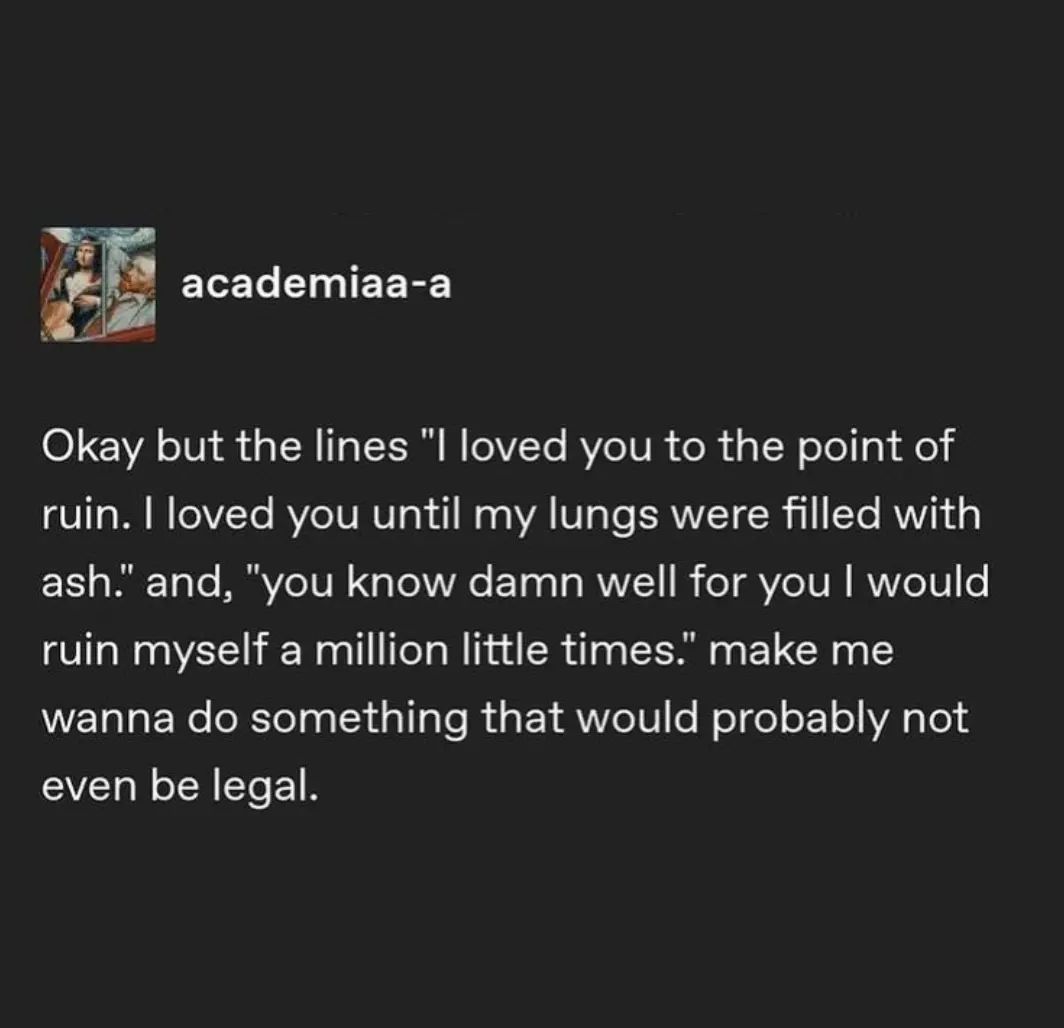 academiaa-a
Okay but the lines "I loved you to the point of
ruin. I loved you until my lungs were filled with
ash." and, "you know damn well for you I would
ruin myself a million little times." make me
wanna do something that would probably not
even be legal.